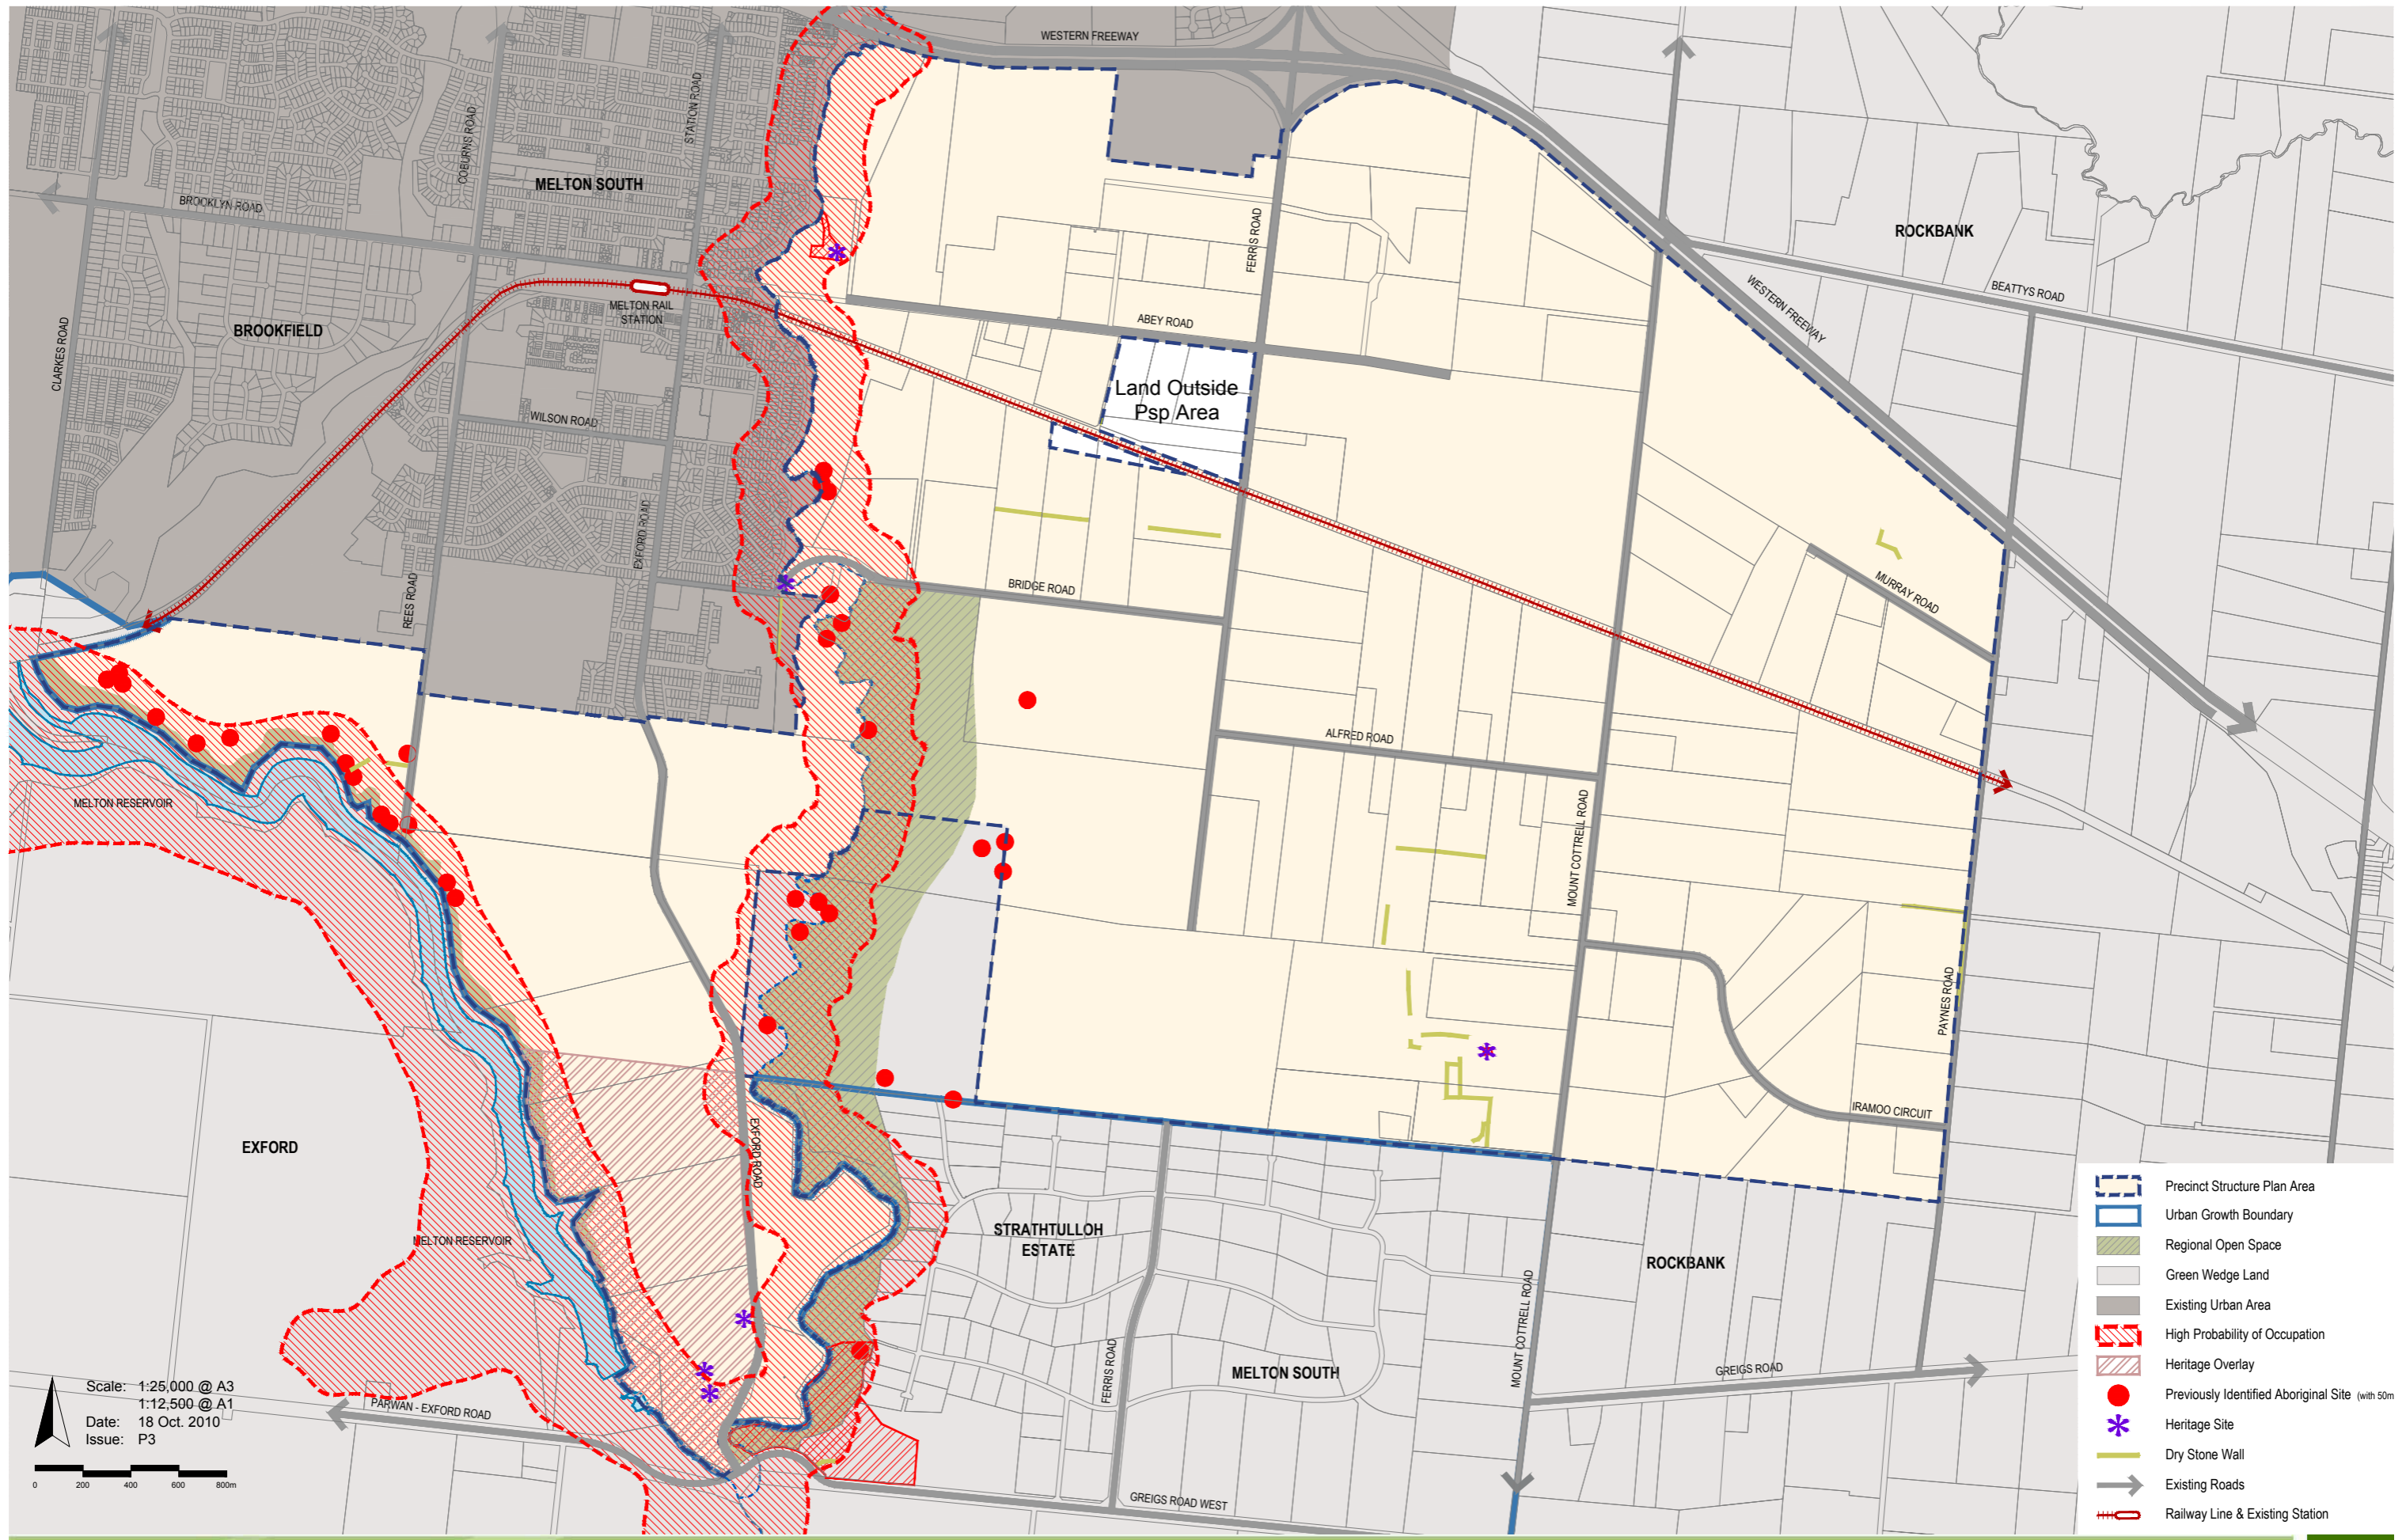 WESTERN FREEWAY
STATION ROAD
COBURNS ROAD
MELTON SOUTH
BROOKLYN ROAD
FERRIS ROAD
ROCKBANK
BEATTYS ROAD
WESTERN FREEWAY
MELTON RAIL
STATION
BROOKFIELD
ABEY ROAD
CLARKES ROAD
Land Outside
Psp Area
WILSON ROAD
EXFORD ROAD
REES ROAD
BRIDGE ROAD
MURRAY ROAD
ALFRED ROAD
MELTON RESERVOIR
MOUNT COTTRELL ROAD
PAYNES ROAD
IRAMOO CIRCUIT
EXFORD
EXFORD ROAD
MELTON RESERVOIR
STRATHTULLOH
ESTATE
ROCKBANK
MELTON SOUTH
FERRIS ROAD
MOUNT COTTRELL ROAD
GREIGS ROAD
PARWAN - EXFORD ROAD
GREIGS ROAD WEST
Scale: 1:25,000 @ A3
1:12,500 @ A1
Date: 18 Oct. 2010
Issue: P3
0 200 400 600 800m
Precinct Structure Plan Area
Urban Growth Boundary
Regional Open Space
Green Wedge Land
Existing Urban Area
High Probability of Occupation
Heritage Overlay
Previously Identified Aboriginal Site (with 50m
Heritage Site
Dry Stone Wall
Existing Roads
Railway Line & Existing Station